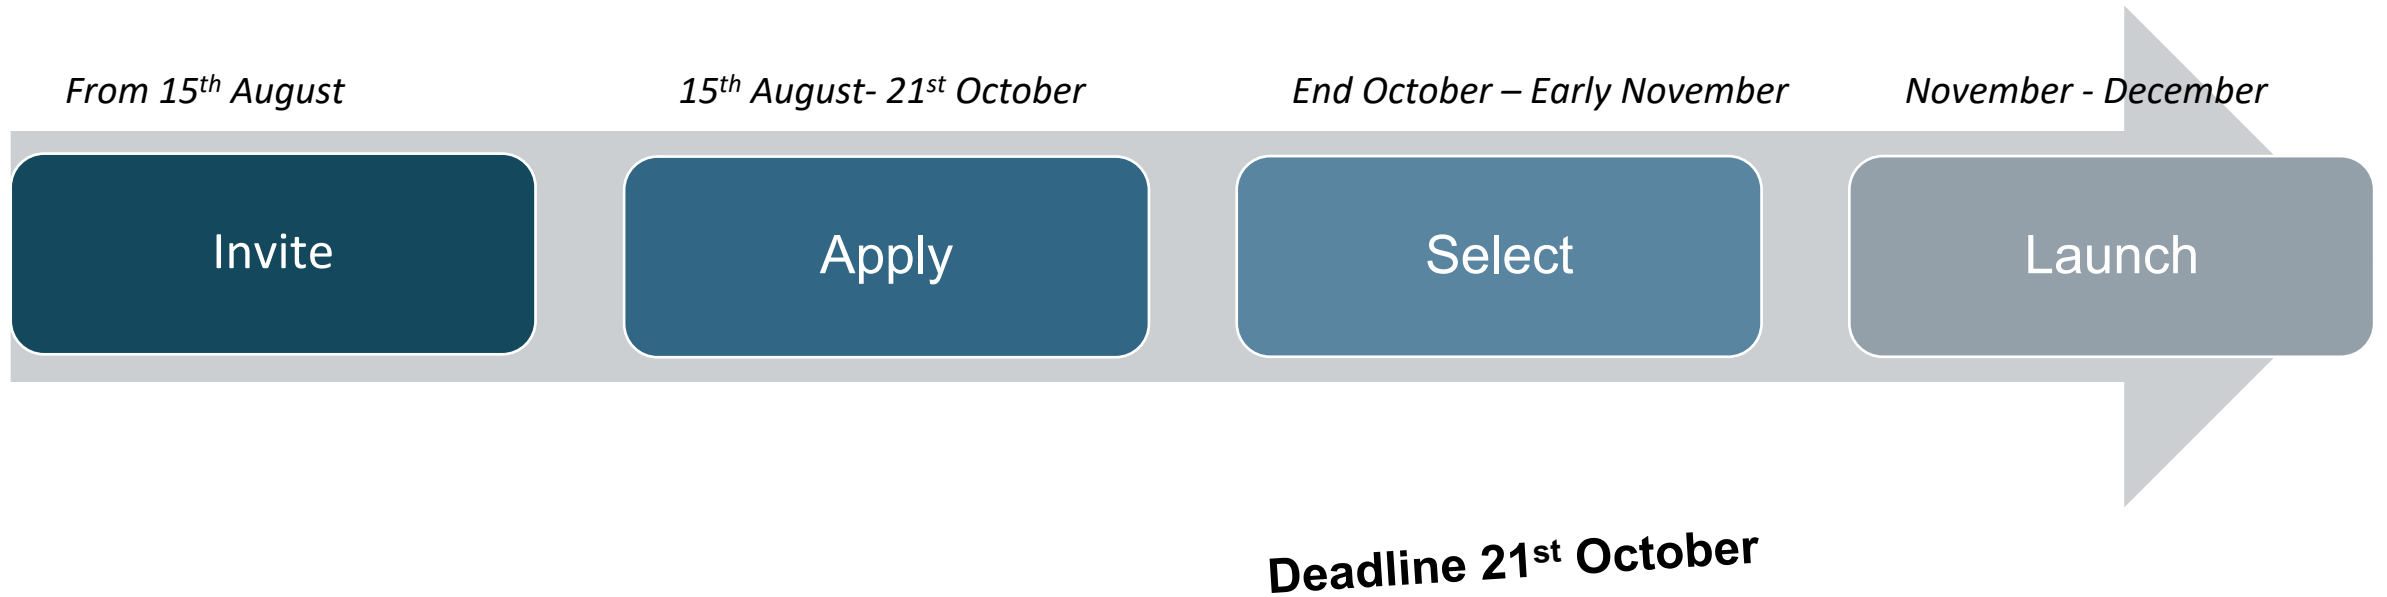 From 15th August
15th August- 21st October
End October – Early November
November - December
Invite
Apply
Select
Launch
Deadline 21st October